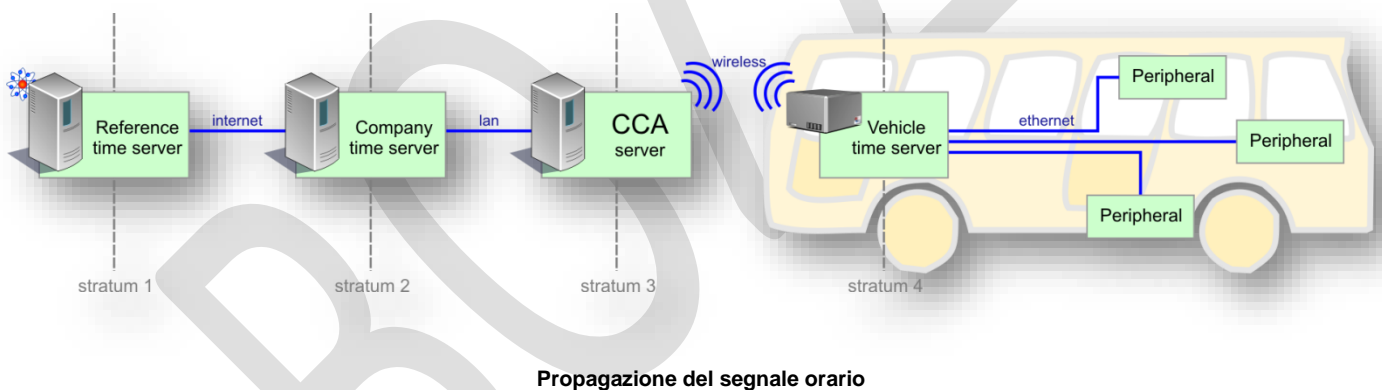 wireless
Peripheral
Reference
time server
internet
Company
time server
lan
CCA
server
Vehicle
time server
ethernet
Peripheral
Peripheral
stratum 1
stratum 2
stratum 3
stratum 4
Propagazione del segnale orario